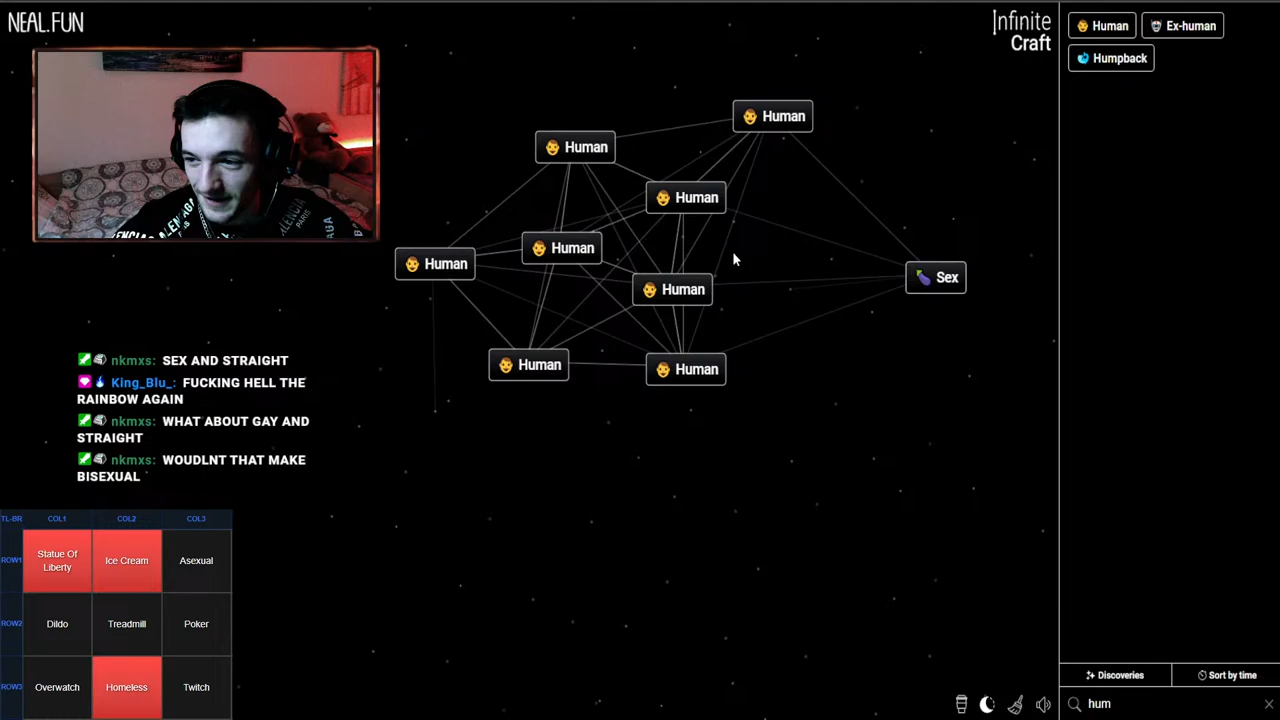 NEAL.FUN
Infinite
Craft
Human
Ex-human
Humpback
Human
Human
Human
Human
Human
Human
Sex
Human
Human
nkmxs: SEX AND STRAIGHT
King_Blu_: FUCKING HELL THE
RAINBOW AGAIN
nkmxs: WHAT ABOUT GAY AND
STRAIGHT
nkmxs: WOUDLNT THAT MAKE
BISEXUAL
TL-BR COL1 COL2 COL3
ROW1 Statue Of Liberty Ice Cream Asexual
ROW2 Dildo Treadmill Poker
ROW3 Overwatch Homeless Twitch
Discoveries
Sort by time
hum
PARIS